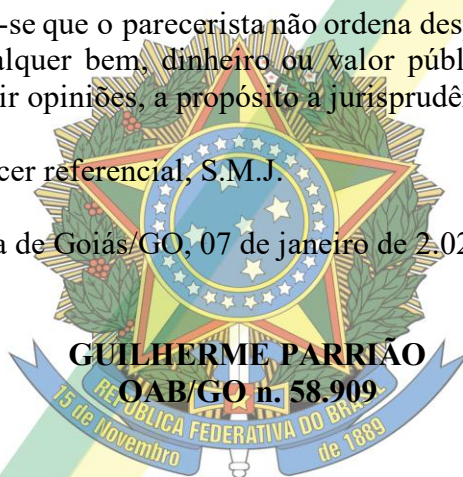 -se que o parecerista não ordena des
alquer bem, dinheiro ou valor públ
ir opiniões, a propósito a jurisprudê
cer referencial, S.M.J.
a de Goiás/GO, 07 de janeiro de 2.02
GUILHERME PARRIÃO
OAB/GO n. 58.909
REPÚBLICA FEDERATIVA DO BRASIL
15 de Novembro
de 1889